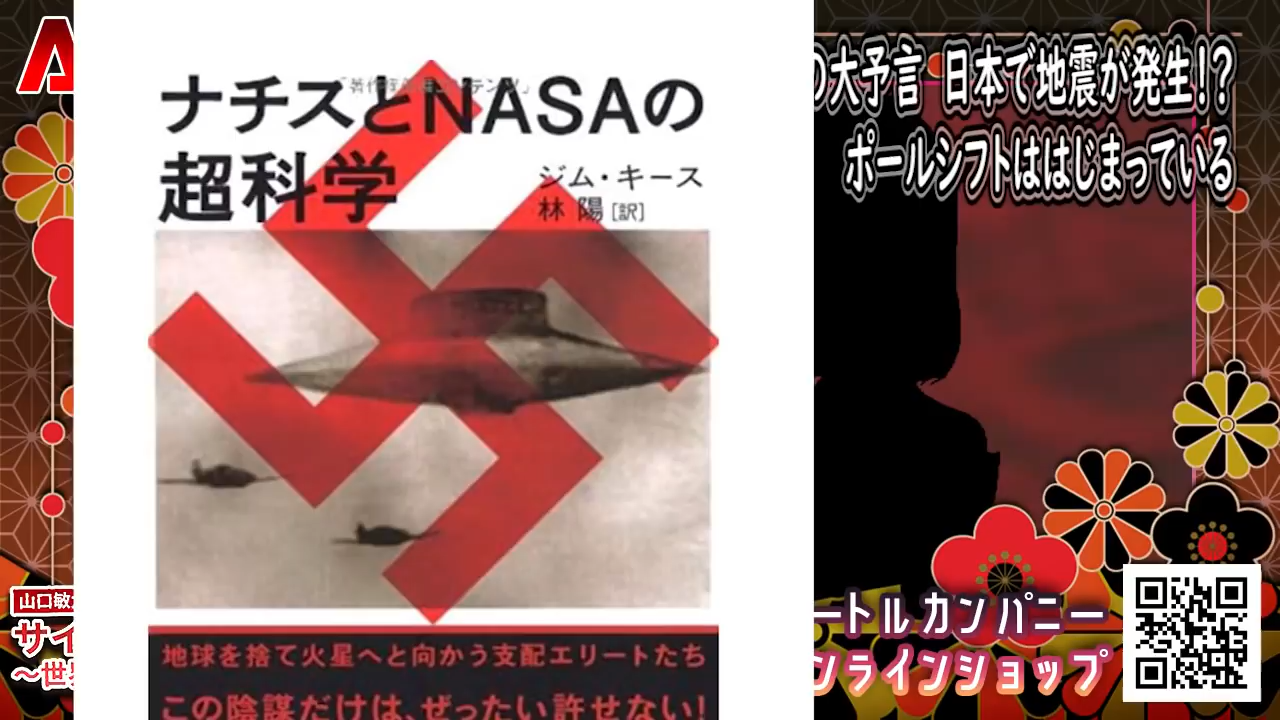 ナチスとNASAの
超科学
ジム・キース
林 陽 [訳]
地球を捨て火星へと向かう支配エリートたち
この陰謀だけは、ぜったい許せない!
の大予言 日本で地震が発生!?
ポールシフトははじまっている
山口敏
サイ
~世界
ートルカンパニー
ンラインショップ